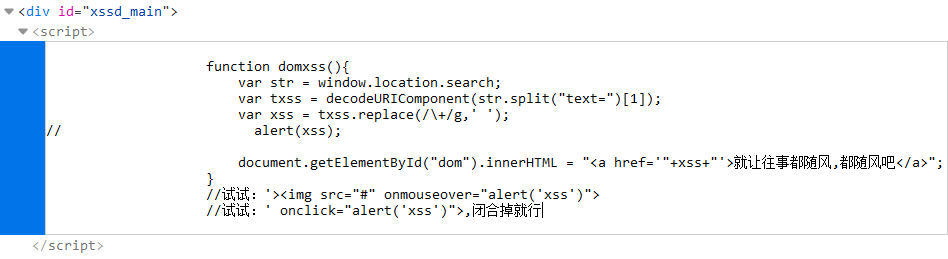 <div id="xssd_main">
<script>
function domxss(){
var str = window.location.search;
var txss = decodeURIComponent(str.split("text=")[1]);
var xss = txss.replace(/\+/g,' ');
// alert(xss);
document.getElementById("dom").innerHTML = "<a href='"+xss+"'>就让往事都随风,都随风吧</a>";
}
//试试：'><img src="#" onmouseover="alert('xss')">
//试试：' onclick="alert('xss')">,闭合掉就行
</script>